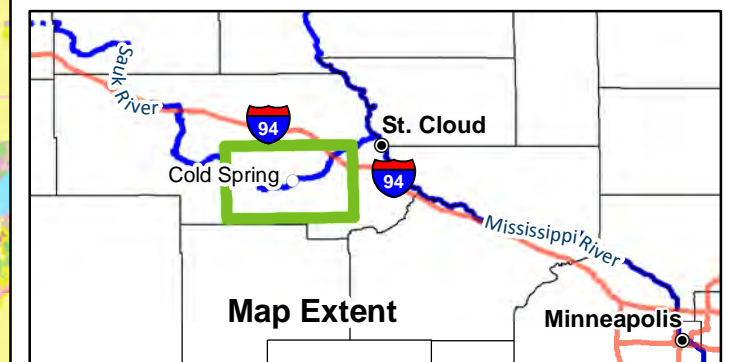 Sauk River
94
St. Cloud
Cold Spring
94
Mississippi River
Map Extent
Minneapolis